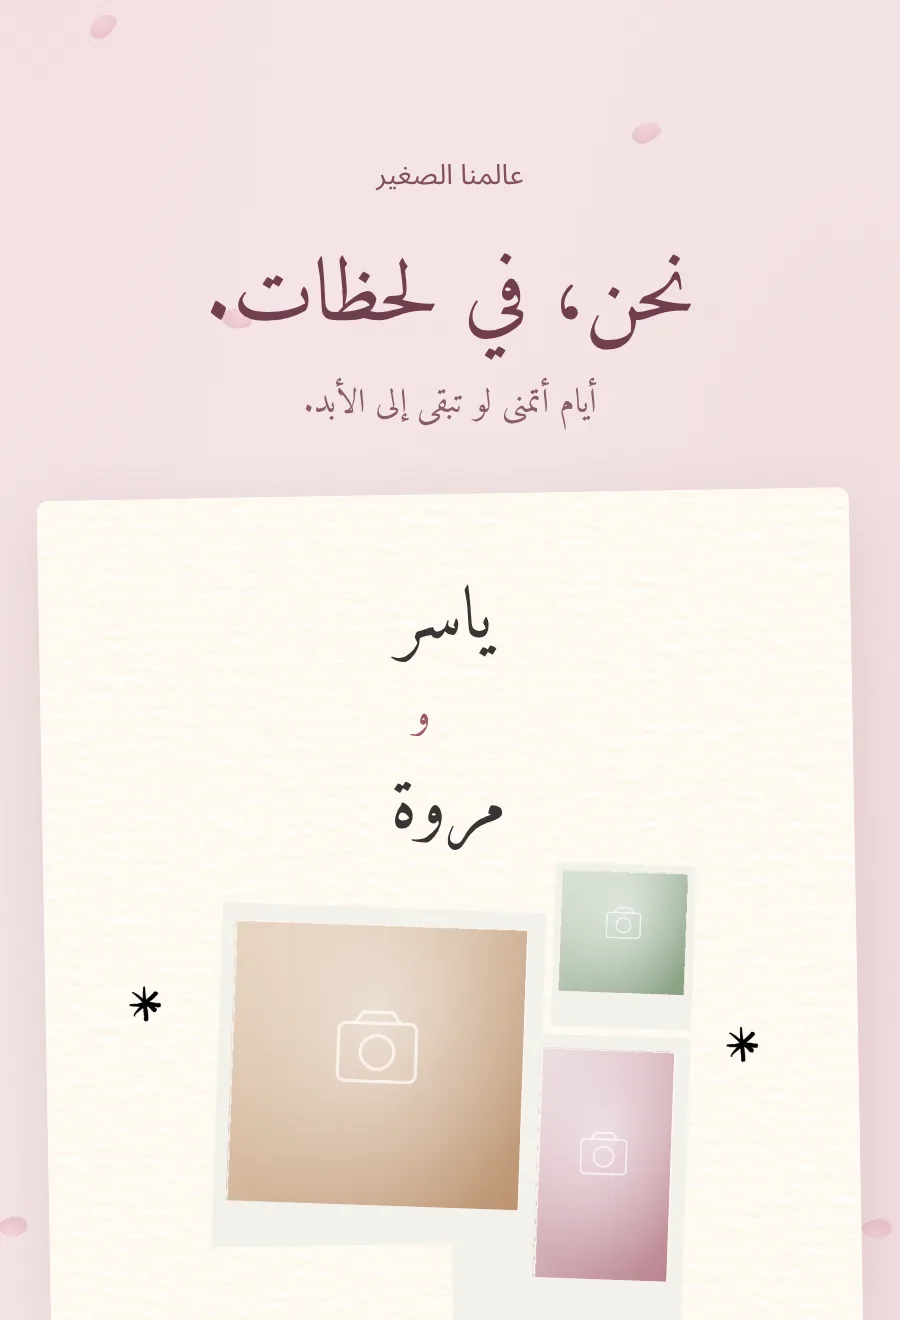 عالمنا الصغير
نحن، في لحظات.
أيام أتمنى لو تبقى إلى الأبد.
ياسر
و
مروة